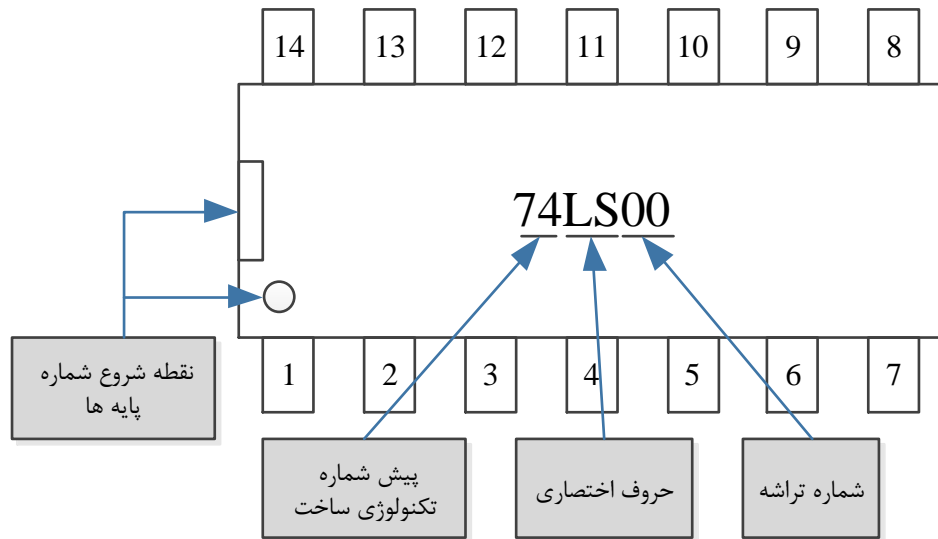 14 13 12 11 10 9 8
74LS00
1 2 3 4 5 6 7
نقطه شروع شماره
پایه ها
پیش شماره
تکنولوژی ساخت
حروف اختصاری
شماره تراشه